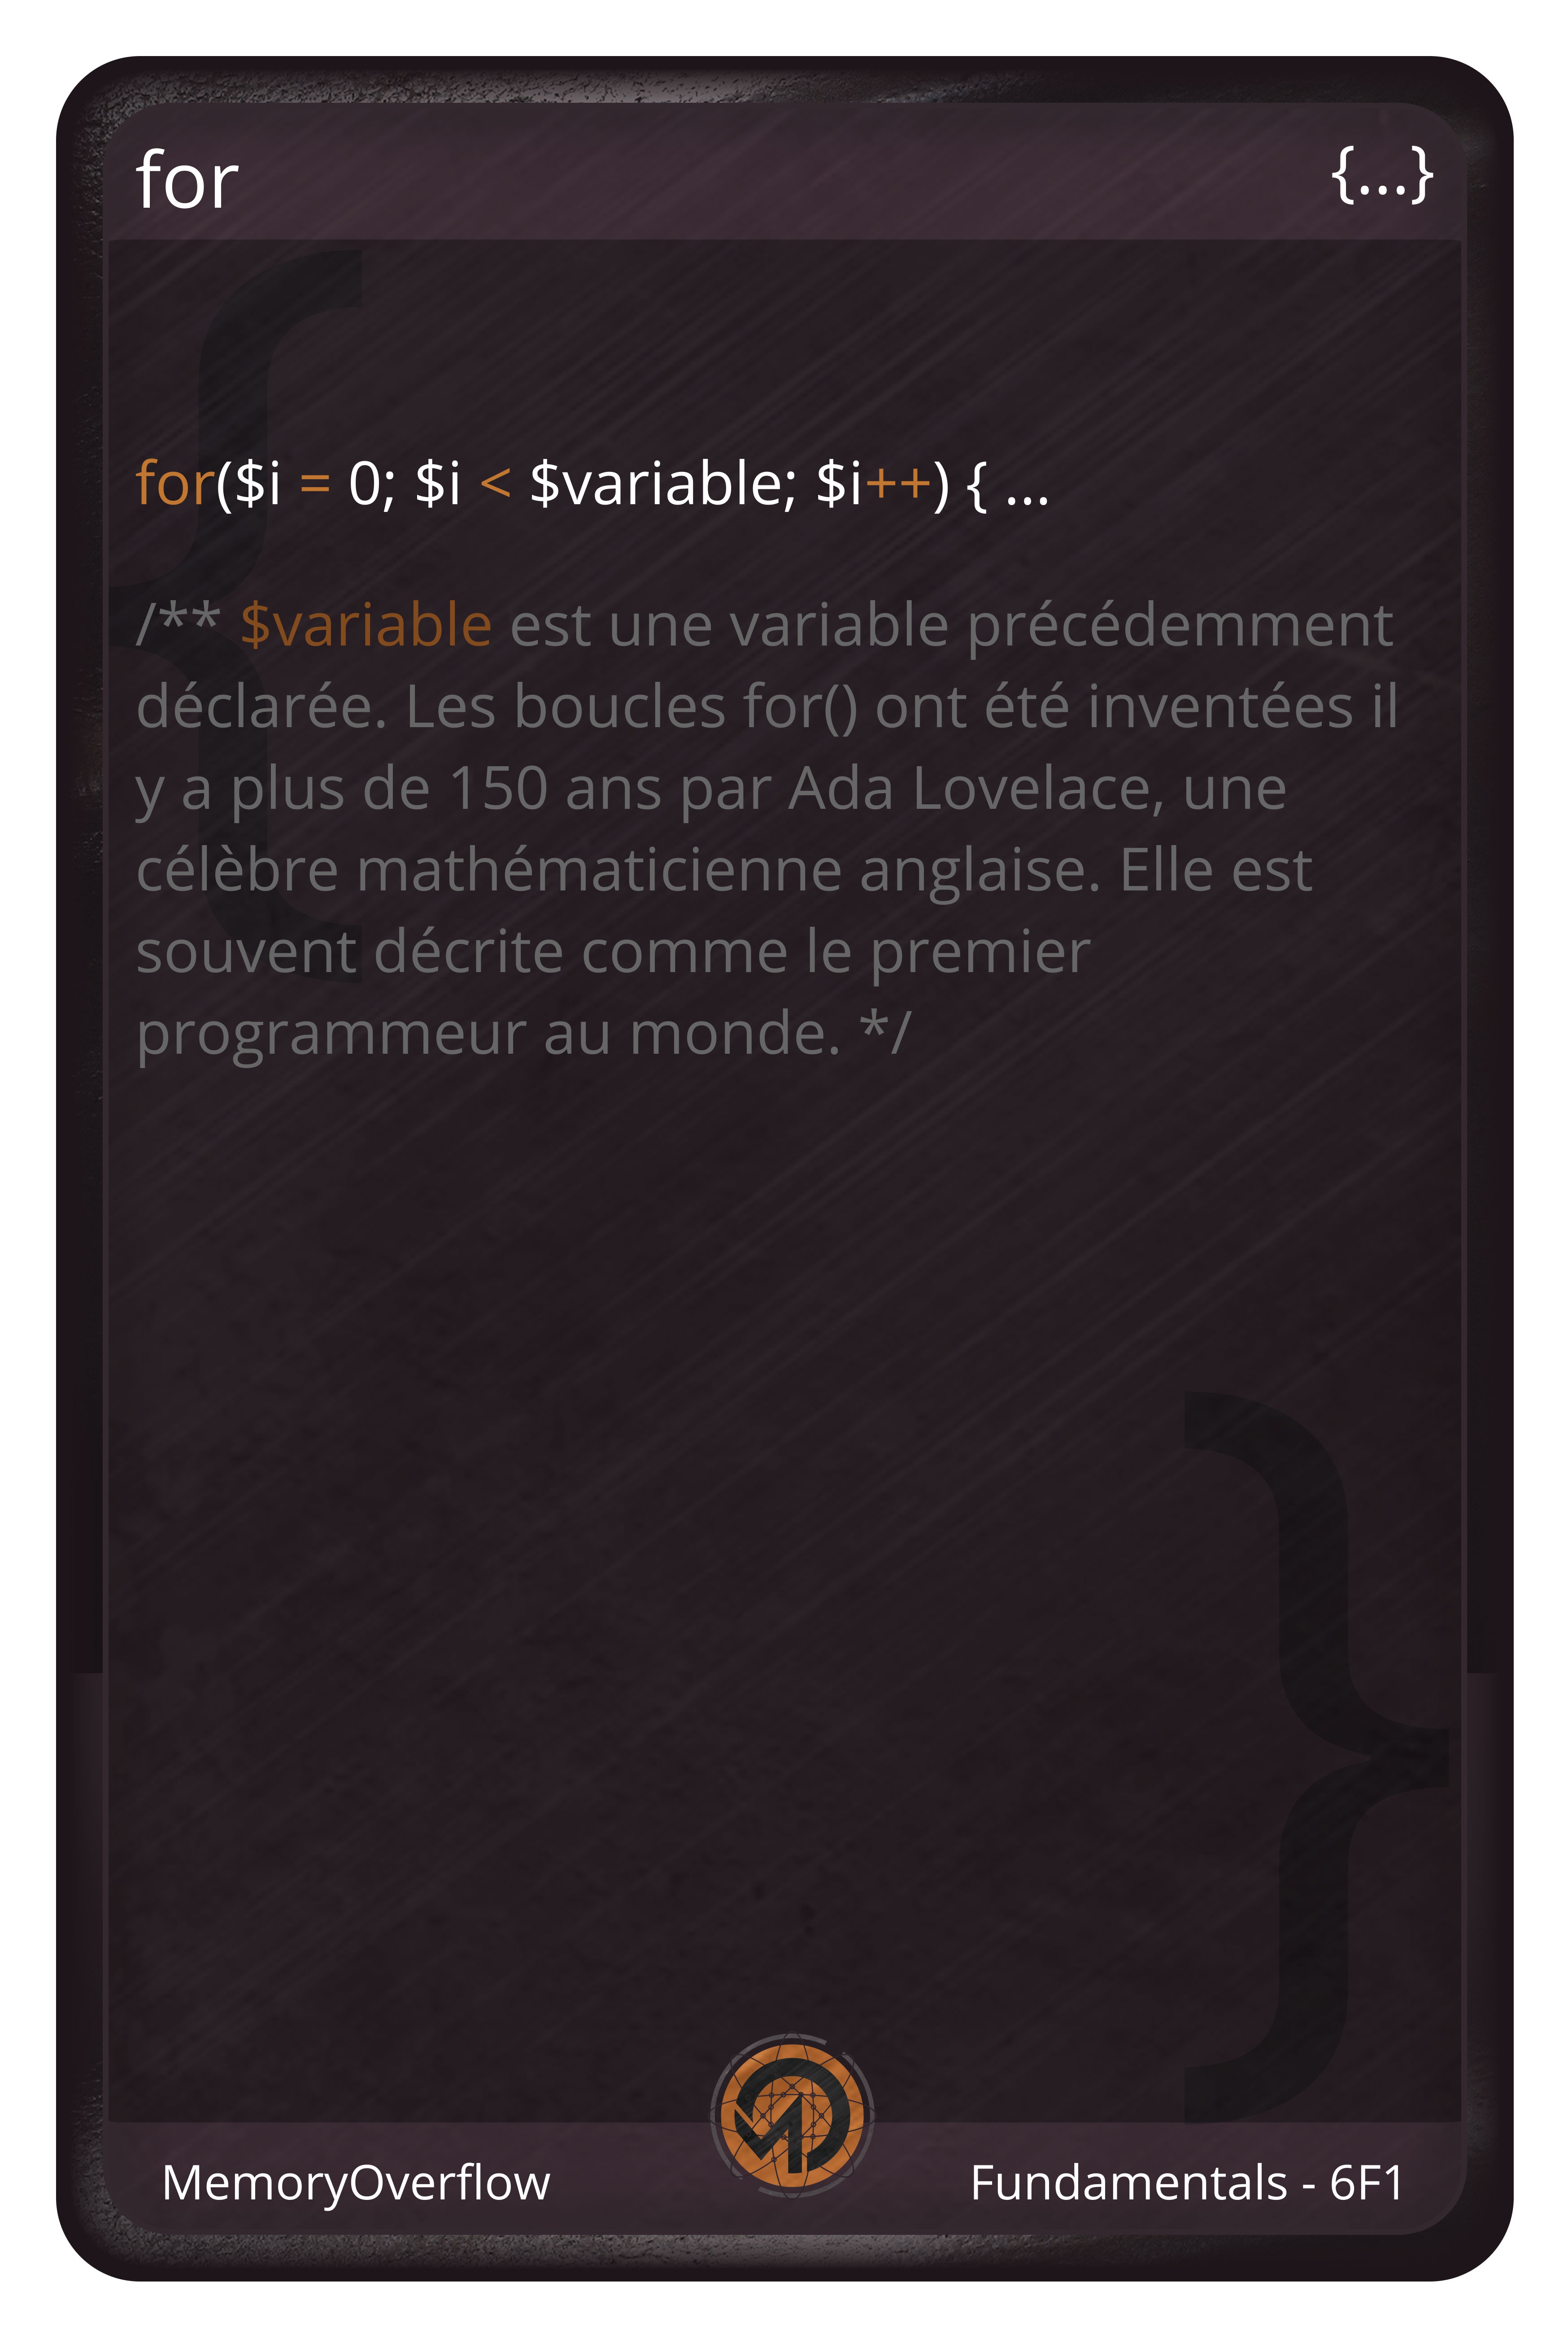 for
{...}
for($i = 0; $i < $variable; $i++) { ...
/** $variable est une variable précédemment
déclarée. Les boucles for() ont été inventées il
y a plus de 150 ans par Ada Lovelace, une
célèbre mathématicienne anglaise. Elle est
souvent décrite comme le premier
programmeur au monde. */
MemoryOverflow
Fundamentals - 6F1